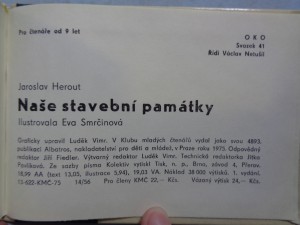 Pro čtenáře od 9 let
OKO
Svazek 41
Řídí Václav Netušil
Jaroslav Herout
Naše stavební památky
Ilustrovala Eva Smrčinová
Graficky upravil Luděk Vimr. V Klubu mladých čtenářů vydal jako svou 4893.
publikaci Albatros, nakladatelství pro děti a mládež, v Praze roku 1975. Odpovědný
redaktor Jiří Fiedler. Výtvarný redaktor Luděk Vimr. Technická redaktorka Jitka
Pavlíková. Ze sazby písma Kolektiv vytiskl Tisk, n. p., Brno, závod 4, Přerov.
18,99 AA (text 13,05, ilustrace 5,94), 19,03 VA. Náklad 38 000 výtisků. 1. vydání.
13-622-KMČ-75 14/56 Pro členy KMČ 22,– Kčs. Vázaný výtisk 24,– Kčs.